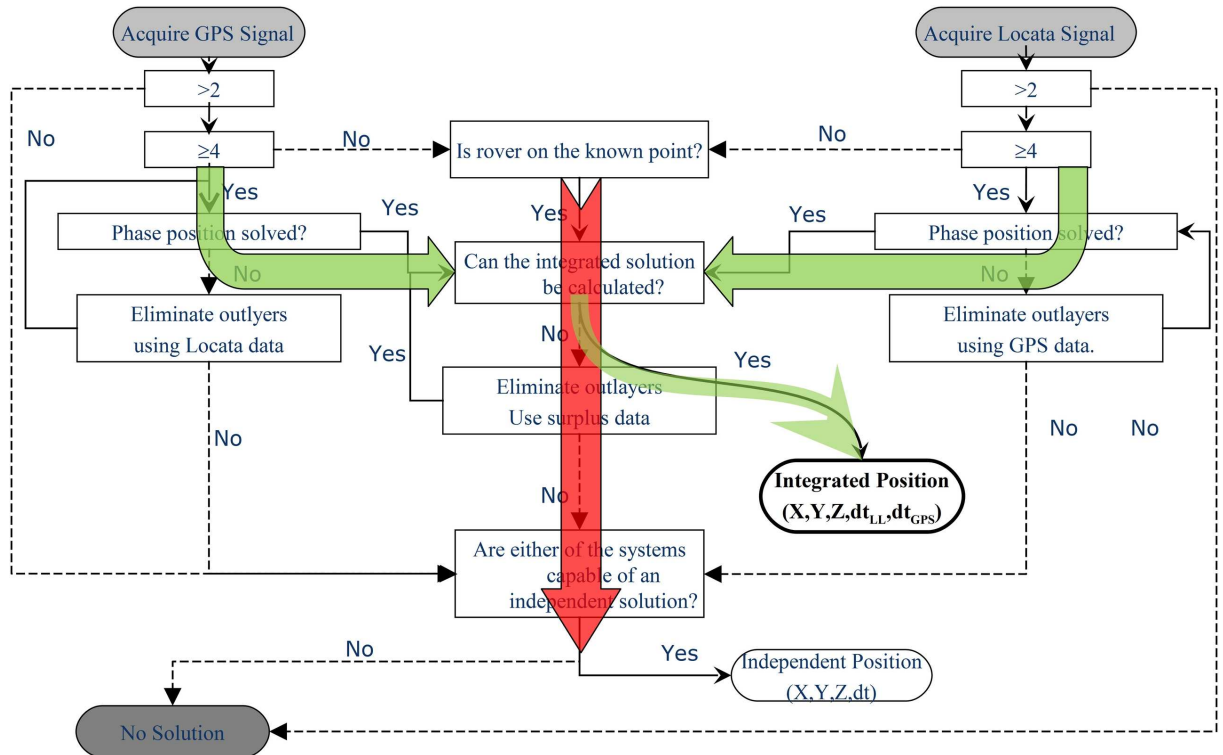 Acquire GPS Signal
Acquire Locata Signal
>2
>2
No
≥4
No
Is rover on the known point?
No
≥4
Yes
Yes
Yes
Yes
Yes
Phase position solved?
Phase position solved?
Can the integrated solution
be calculated?
No
No
Eliminate outlyers
using Locata data
Eliminate outlayers
using GPS data.
No
Yes
Yes
Eliminate outlayers
Use surplus data
No
No
No
No
Integrated Position
(X,Y,Z,dtLL,dtGPS)
Are either of the systems
capable of an
independent solution?
No
Yes
Independent Position
(X,Y,Z,dt)
No Solution